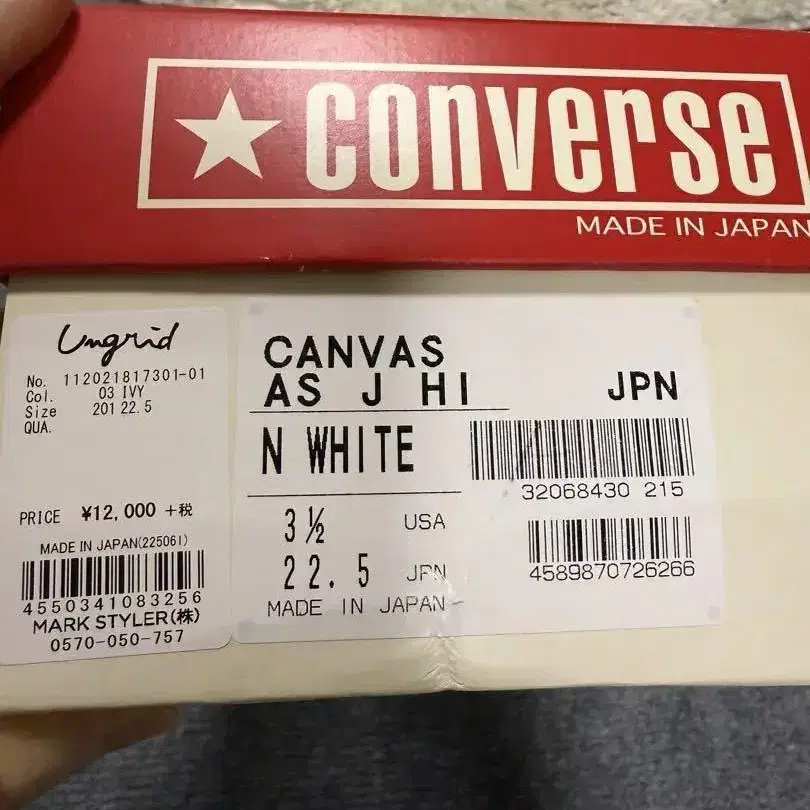 ★ converse
MADE IN JAPAN
Ungrid
No. 112021817301-01
Col. 03 IVY
Size 201 22.5
QUA.
PRICE ¥12,000 +税
MADE IN JAPAN(225061)
4550341083256
MARK STYLER(株)
0570-050-757
CANVAS
AS J HI JPN
N WHITE
32068430 215
3½ USA
22.5 JPN
4589870726266
MADE IN JAPAN